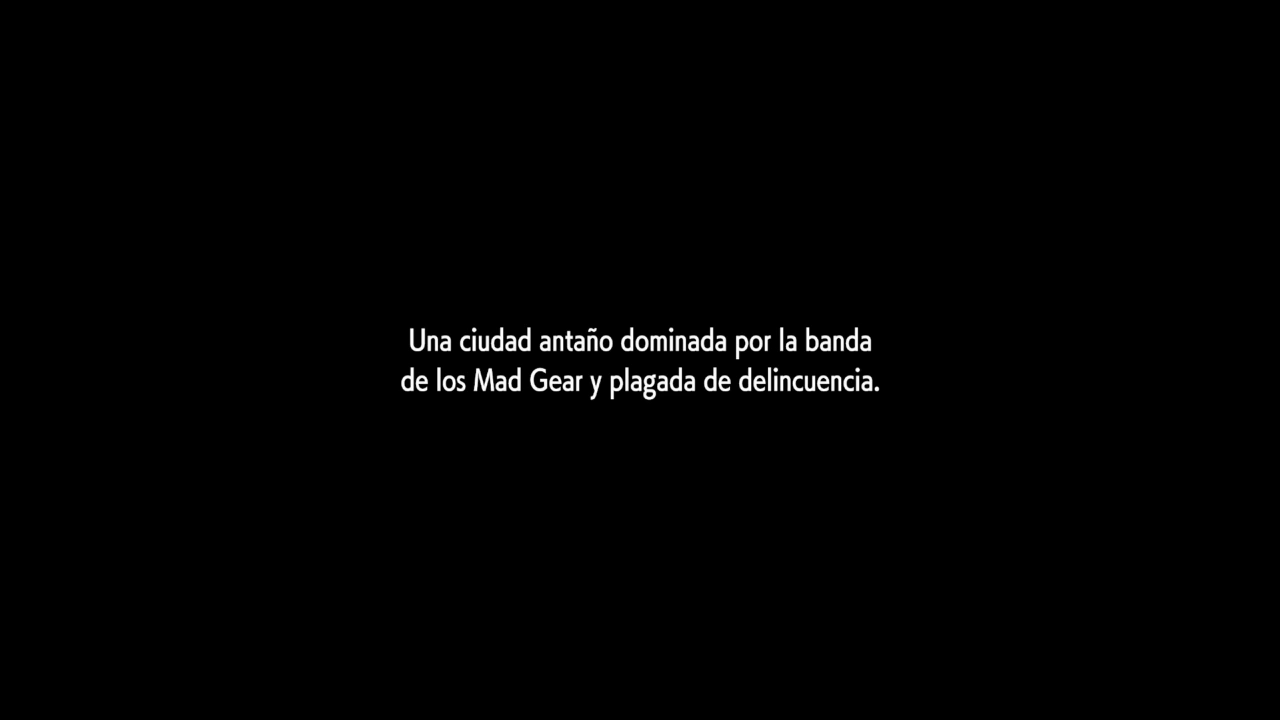 Una ciudad antaño dominada por la banda
de los Mad Gear y plagada de delincuencia.